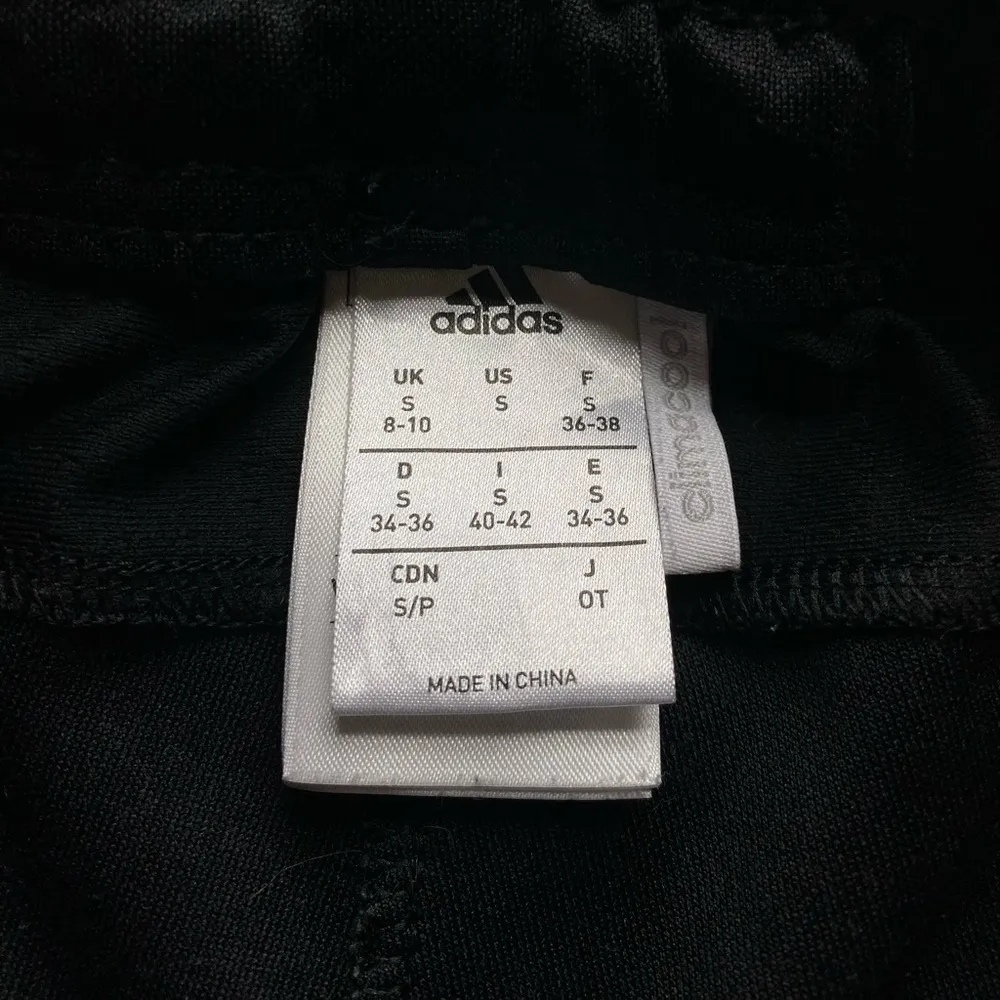 adidas
UK US F
S S S
8-10 36-38
D I E
S S S
34-36 40-42 34-36
CDN J
S/P OT
MADE IN CHINA
climacool